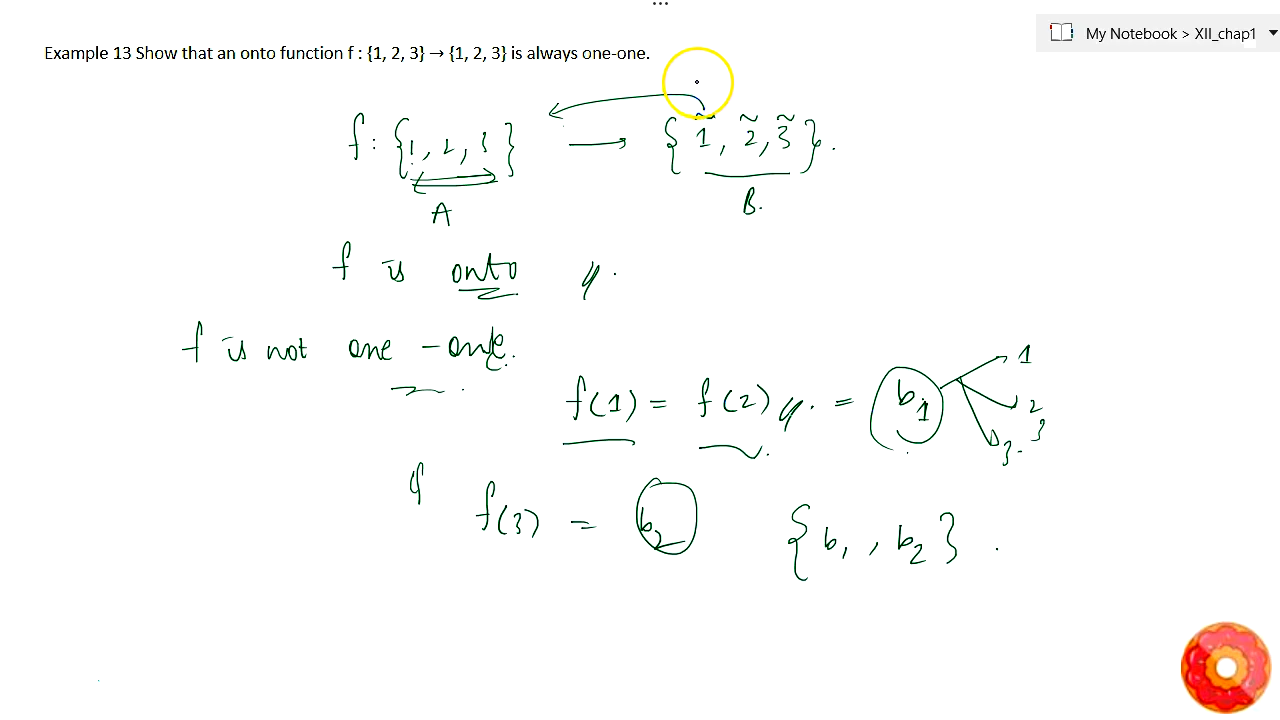 My Notebook > XII_chap1
Example 13 Show that an onto function f : {1, 2, 3} → {1, 2, 3} is always one-one.
f : {1, 2, 3} → {1, 2, 3}.
A B.
f is onto
f is not one - one.
f(1) = f(2) = b1
1
2
3
3.
f(3) = b2 {b1, b2}.